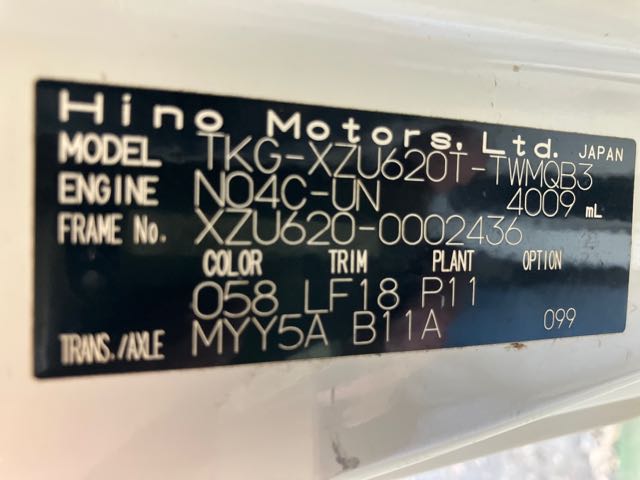 Hino Motors, Ltd. JAPAN
MODEL TKG-XZU620T-TWMQB3
ENGINE N04C-UN 4009 mL
FRAME No. XZU620-0002436
COLOR TRIM PLANT OPTION
058 LF18 P11
TRANS./AXLE MYY5A B11A 099